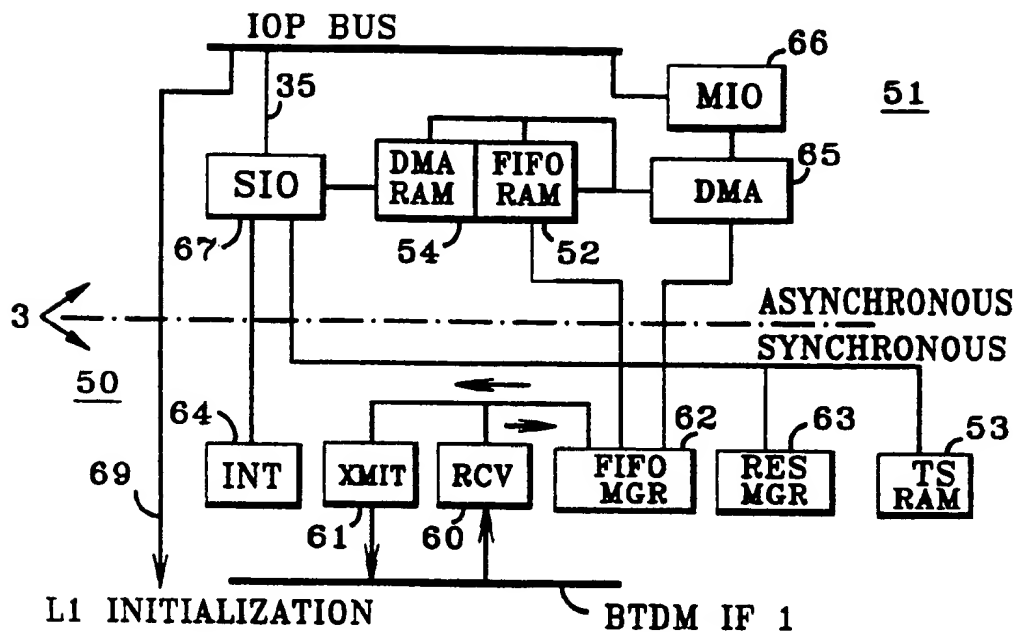 IOP BUS
66
MIO
51
35
SIO
DMA
RAM
FIFO
RAM
65
DMA
67
54
52
3
ASYNCHRONOUS
SYNCHRONOUS
50
64
INT
XMIT
61
RCV
60
62
FIFO
MGR
63
RES
MGR
53
TS
RAM
69
L1 INITIALIZATION
BTDM IF 1